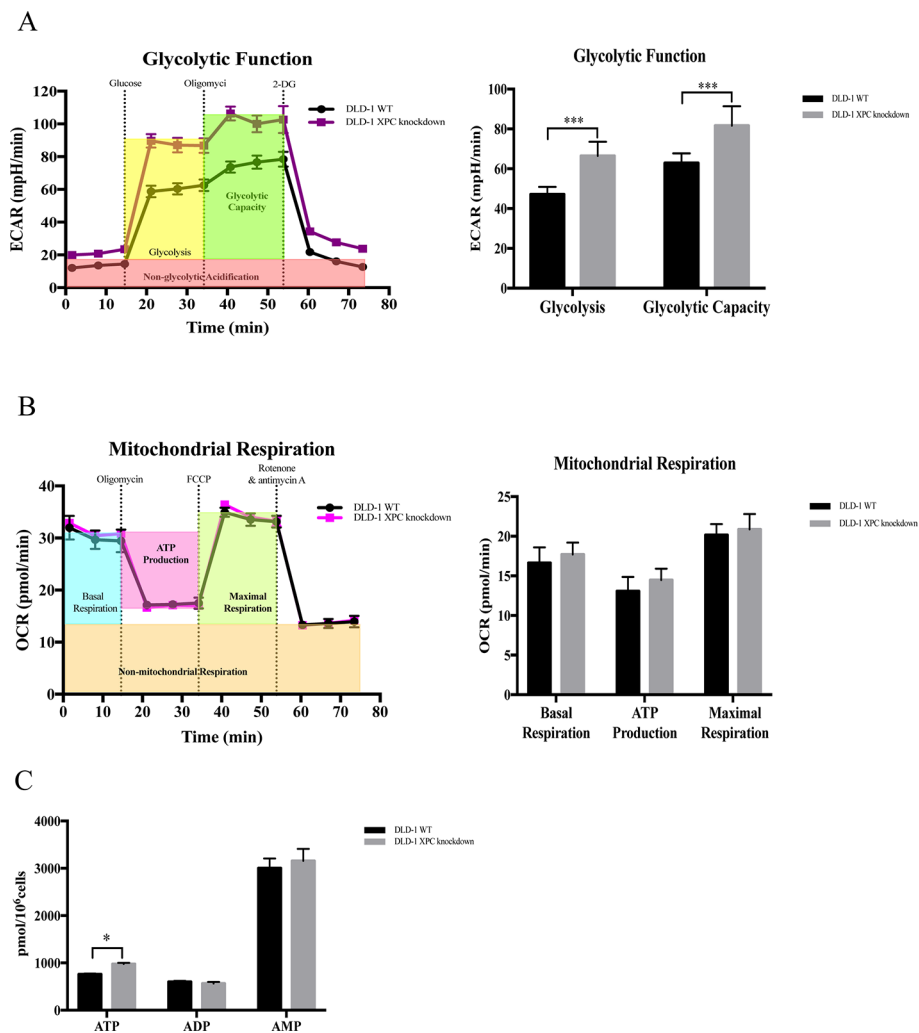 A
Glycolytic Function
Glucose
Oligomyci
2-DG
DLD-1 WT
DLD-1 XPC knockdown
ECAR (mpH/min)
120
100
80
60
40
20
0
Glycolytic
Capacity
Glycolysis
Non-glycolytic Acidification
0 10 20 30 40 50 60 70 80
Time (min)
Glycolytic Function
DLD-1 WT
DLD-1 XPC knockdown
ECAR (mpH/min)
100
80
60
40
20
0
***
***
Glycolysis
Glycolytic Capacity
B
Mitochondrial Respiration
Oligomycin
FCCP
Rotenone
& antimycin A
DLD-1 WT
DLD-1 XPC knockdown
OCR (pmol/min)
40
30
20
10
0
ATP
Production
Basal
Respiration
Maximal
Respiration
Non-mitochondrial Respiration
0 10 20 30 40 50 60 70 80
Time (min)
Mitochondrial Respiration
DLD-1 WT
DLD-1 XPC knockdown
OCR (pmol/min)
25
20
15
10
5
0
Basal
Respiration
ATP
Production
Maximal
Respiration
C
DLD-1 WT
DLD-1 XPC knockdown
pmol/10⁶cells
4000
3000
2000
1000
0
*
ATP
ADP
AMP